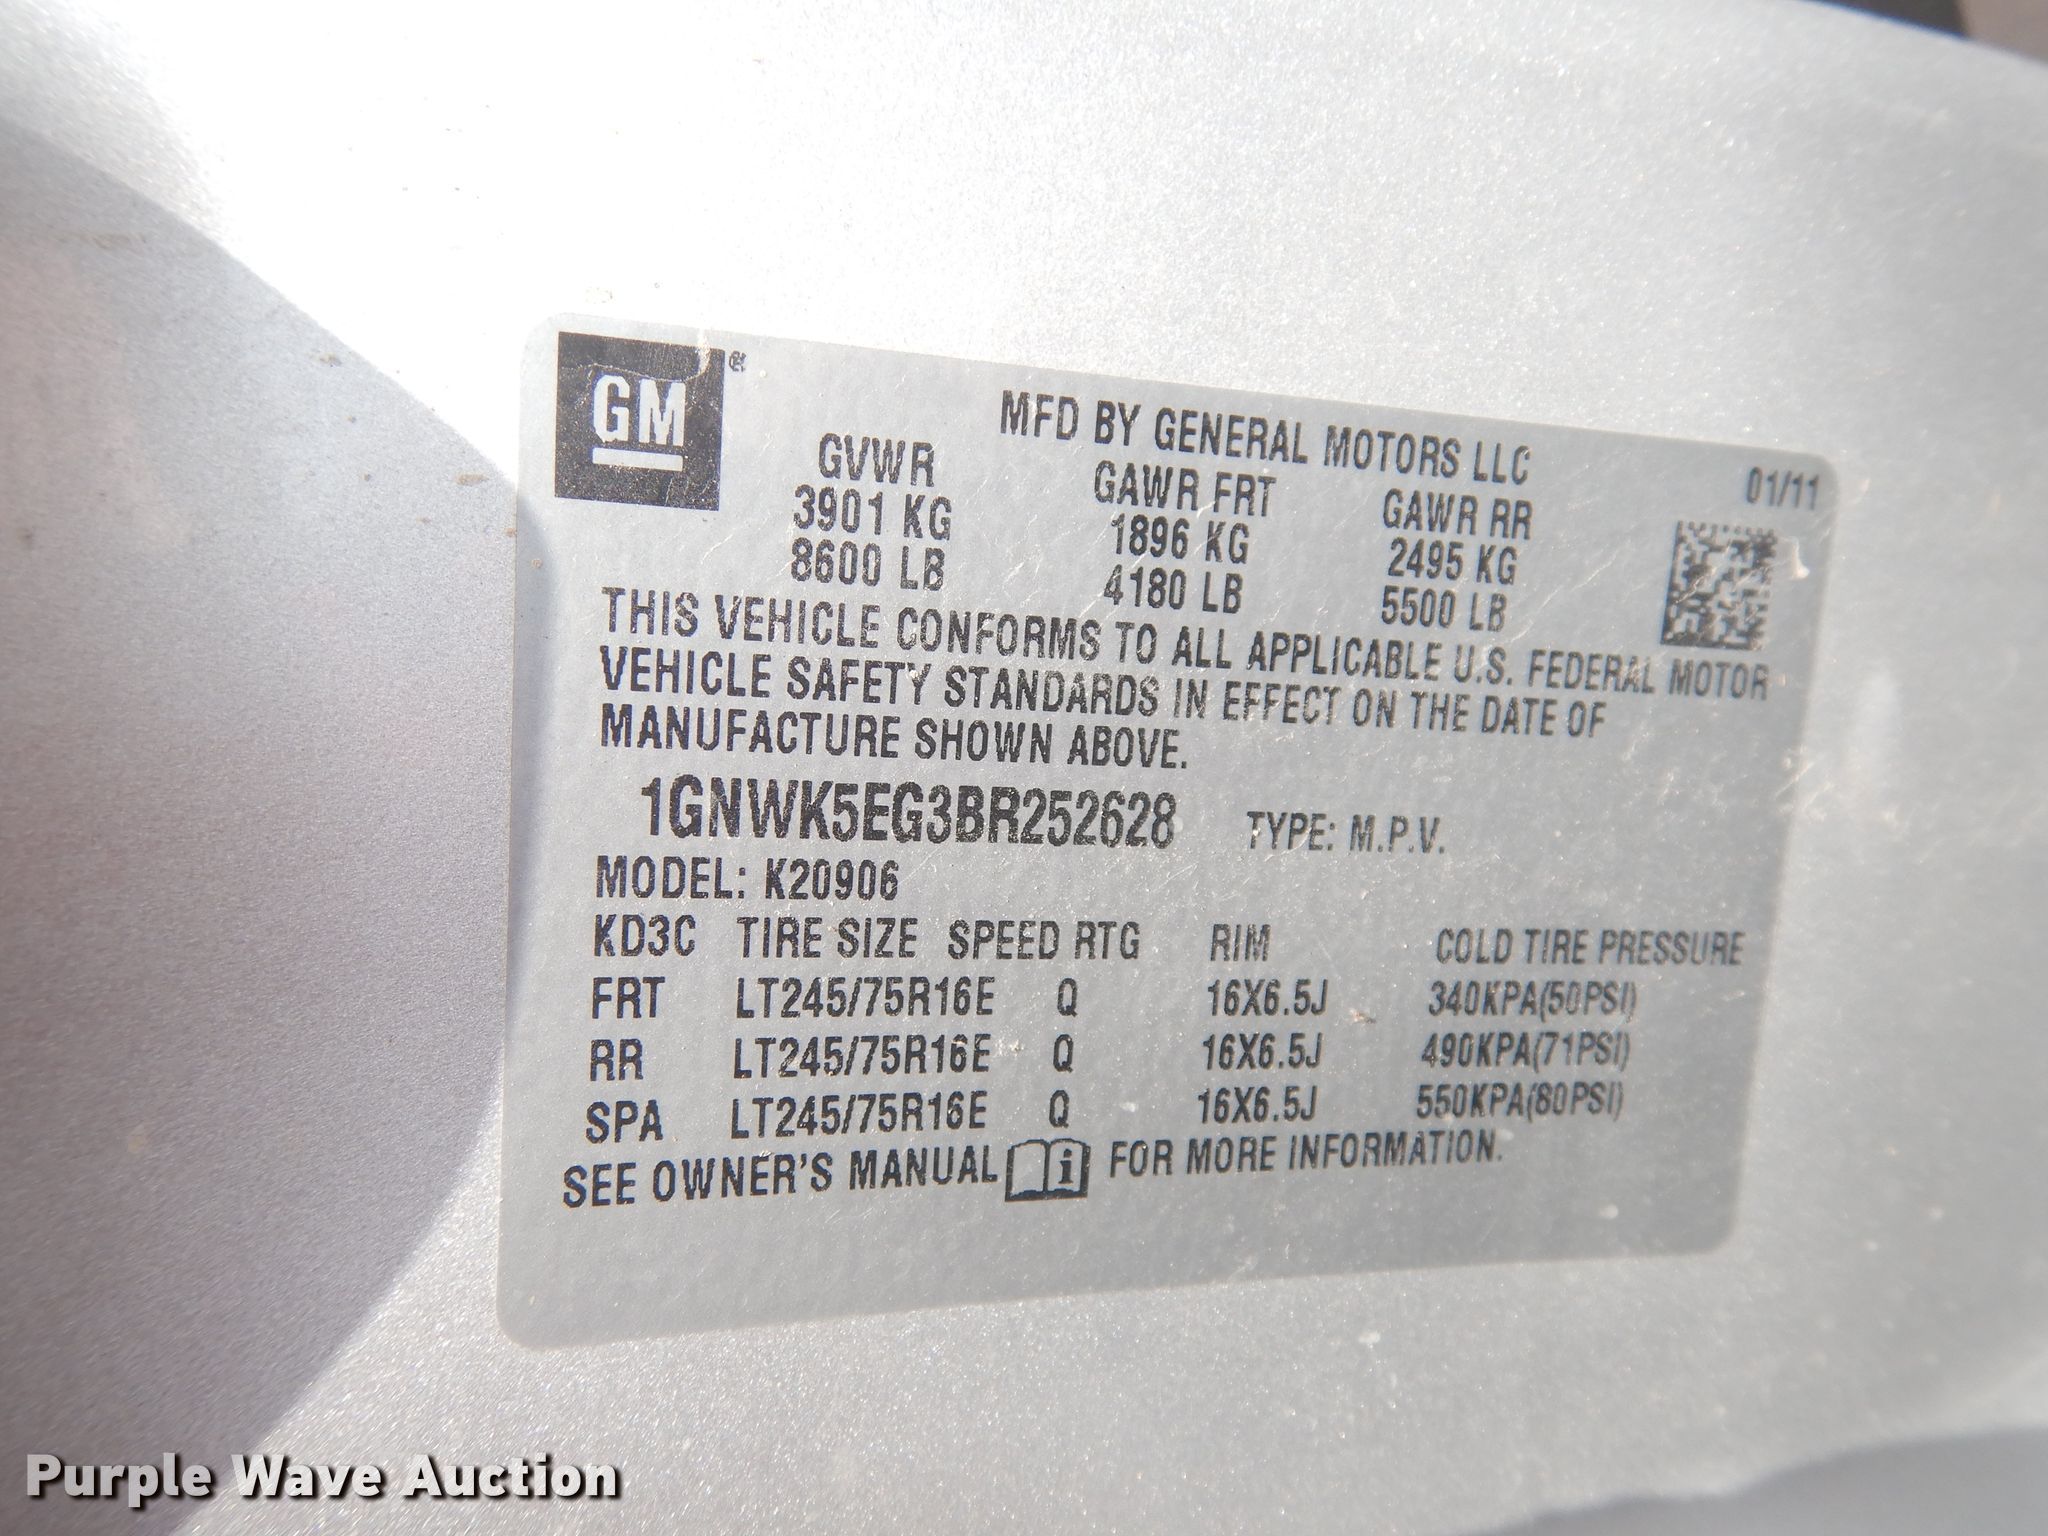 GM®
MFD BY GENERAL MOTORS LLC
01/11
GVWR GAWR FRT GAWR RR
3901 KG 1896 KG 2495 KG
8600 LB 4180 LB 5500 LB
THIS VEHICLE CONFORMS TO ALL APPLICABLE U.S. FEDERAL MOTOR
VEHICLE SAFETY STANDARDS IN EFFECT ON THE DATE OF
MANUFACTURE SHOWN ABOVE.
1GNWK5EG3BR252628 TYPE: M.P.V.
MODEL: K20906
KD3C TIRE SIZE SPEED RTG RIM COLD TIRE PRESSURE
FRT LT245/75R16E Q 16X6.5J 340KPA(50PSI)
RR LT245/75R16E Q 16X6.5J 490KPA(71PSI)
SPA LT245/75R16E Q 16X6.5J 550KPA(80PSI)
SEE OWNER'S MANUAL i FOR MORE INFORMATION.
Purple Wave Auction